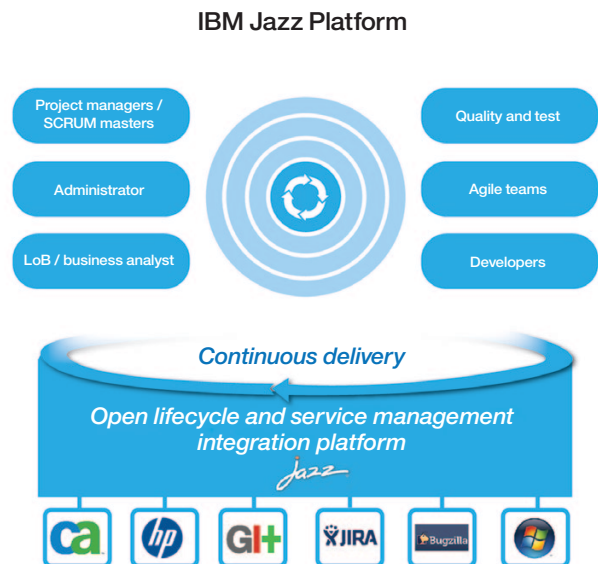 IBM Jazz Platform
Project managers /
SCRUM masters
Administrator
LoB / business analyst
Quality and test
Agile teams
Developers
Continuous delivery
Open lifecycle and service management
integration platform
jazz
ca
hp
GIt
JIRA
Bugzilla